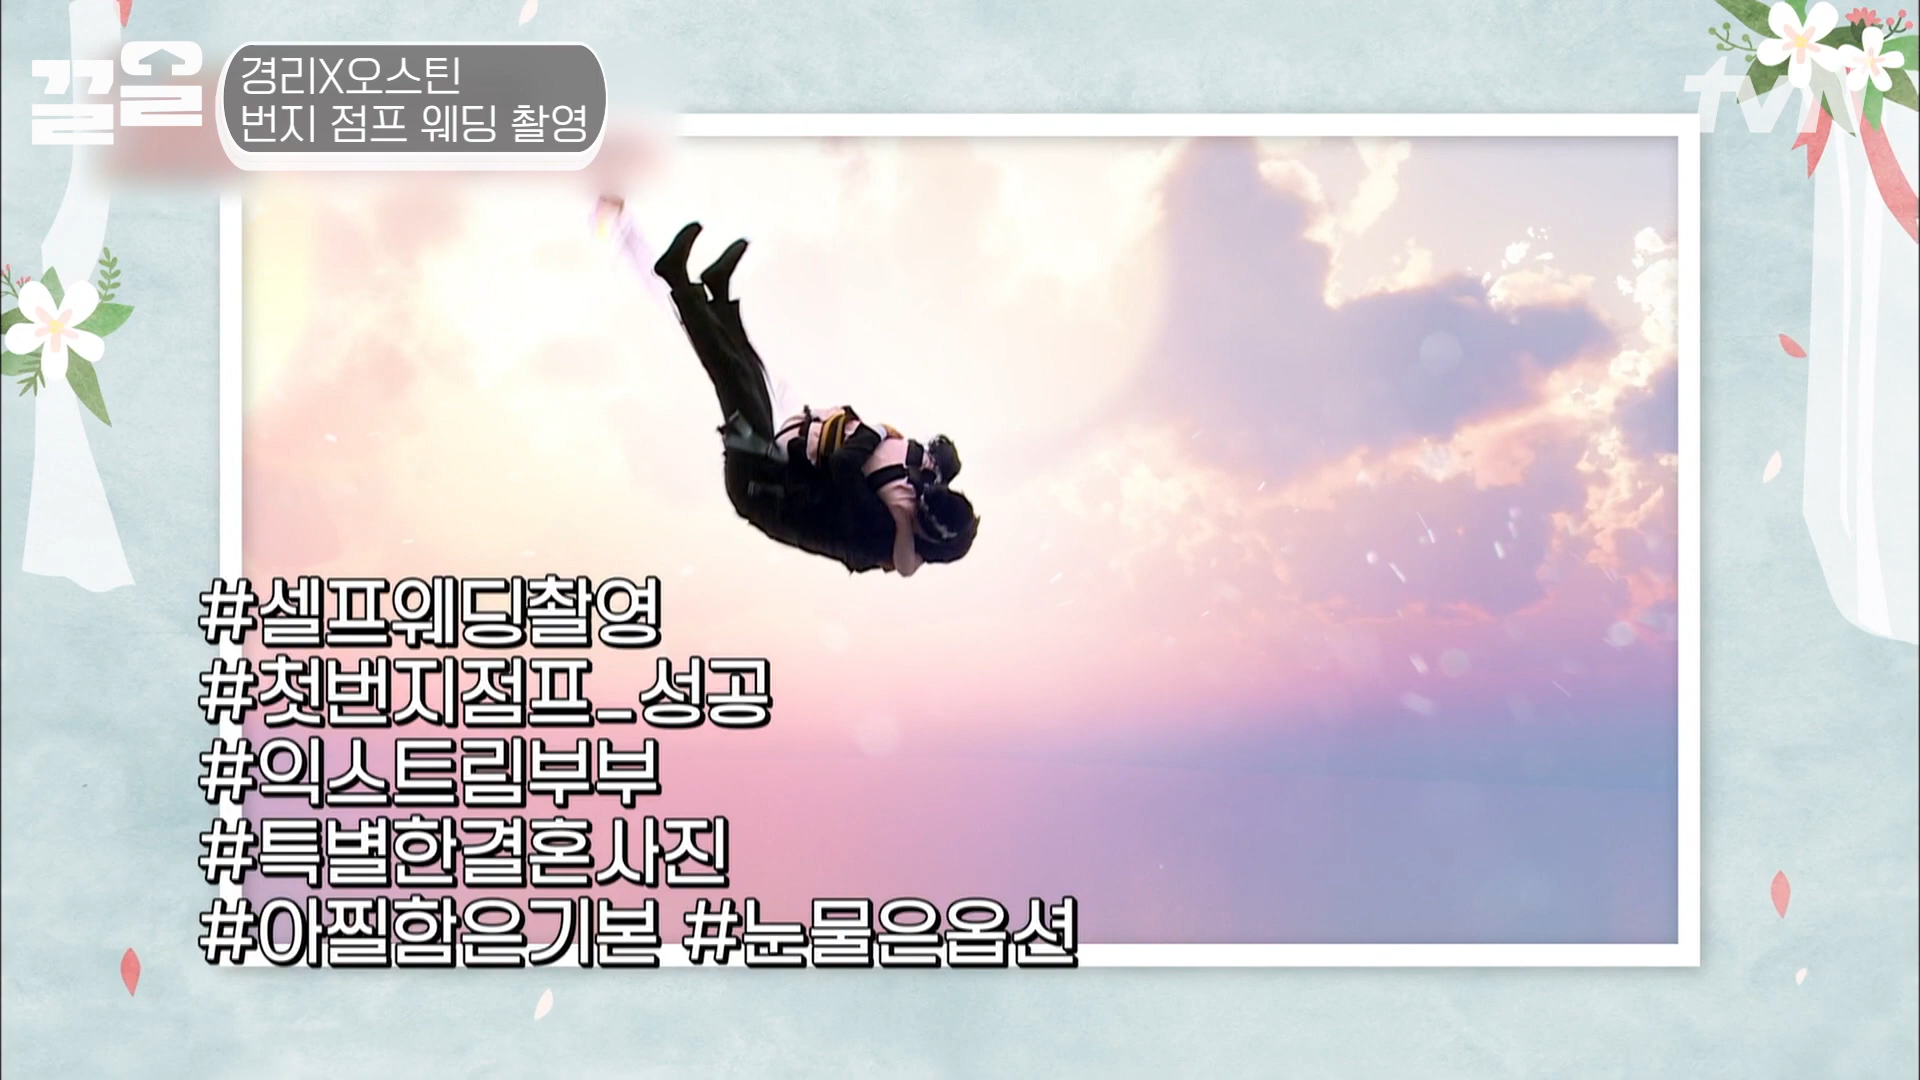 끌올
경리X오스틴
번지 점프 웨딩 촬영
tvN
#셀프웨딩촬영
#첫번지점프_성공
#익스트림부부
#특별한결혼사진
#아찔함은기본 #눈물은옵션